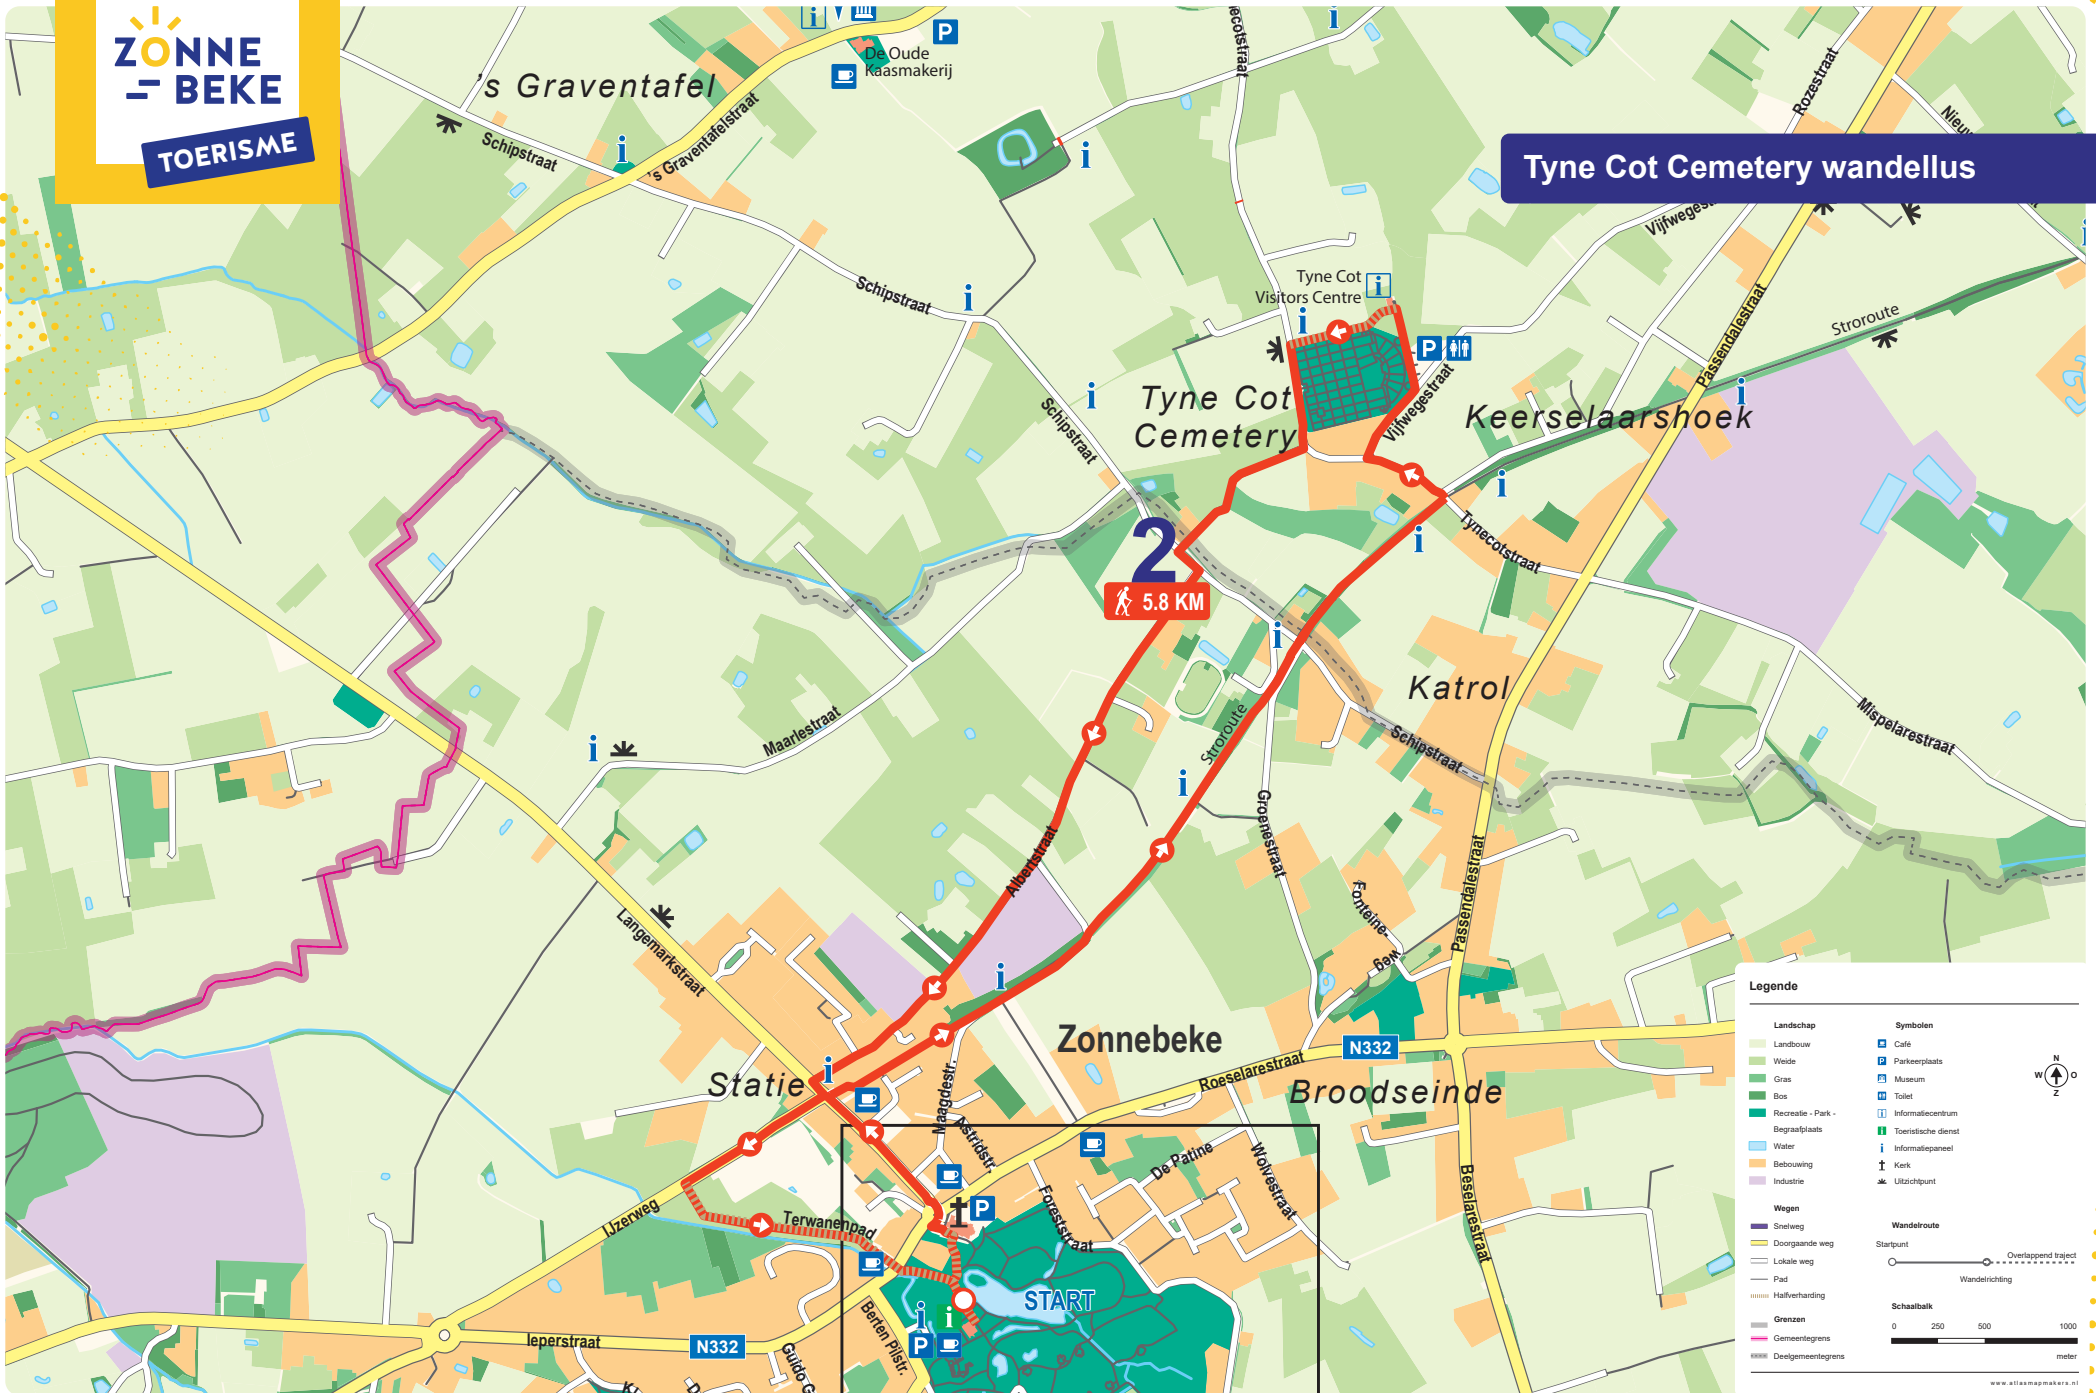 ZONNE
BEKE
TOERISME
Tyne Cot Cemetery wandellus
i
P
De Oude
Kaasmakerij
's Graventafel
's Graventafelstraat
Schipstraat
Rozestraat
Vijfwegestraat
Schipstraat
Tyne Cot
Visitors Centre
Stroroute
Passendalestraat
P
Vijfwegestraat
Tyne Cot
Cemetery
Keerselaarshoek
Schipstraat
2
5.8 KM
Tynecotstraat
Katrol
Stroroute
Schipstraat
Mispelarestraat
Maarlestraat
Groenestraat
Albertstraat
Passendalestraat
Fonteine-
weg
Langemarkstraat
Zonnebeke
N332
Roeselarestraat
Broodseinde
Statie
Maagdestr.
Astridstr.
De Patine
Wolvestraat
Foreststraat
Beselarestraat
IJzerweg
Terwanenpad
P
START
Ieperstraat
N332
Berten Pilstr.
P
Legende
Landschap
Landbouw
Weide
Gras
Bos
Recreatie - Park -
Begraafplaats
Water
Bebouwing
Industrie
Symbolen
Café
Parkeerplaats
Museum
Toilet
Informatiecentrum
Toeristische dienst
Informatiepaneel
Kerk
Uitzichtpunt
N
W O
Z
Wegen
Snelweg
Doorgaande weg
Lokale weg
Pad
Halfverharding
Grenzen
Gemeentegrens
Deelgemeentegrens
Wandelroute
Startpunt
Overlappend traject
Wandelrichting
Schaalbalk
0 250 500 1000
meter
www.atlasmapmakers.nl